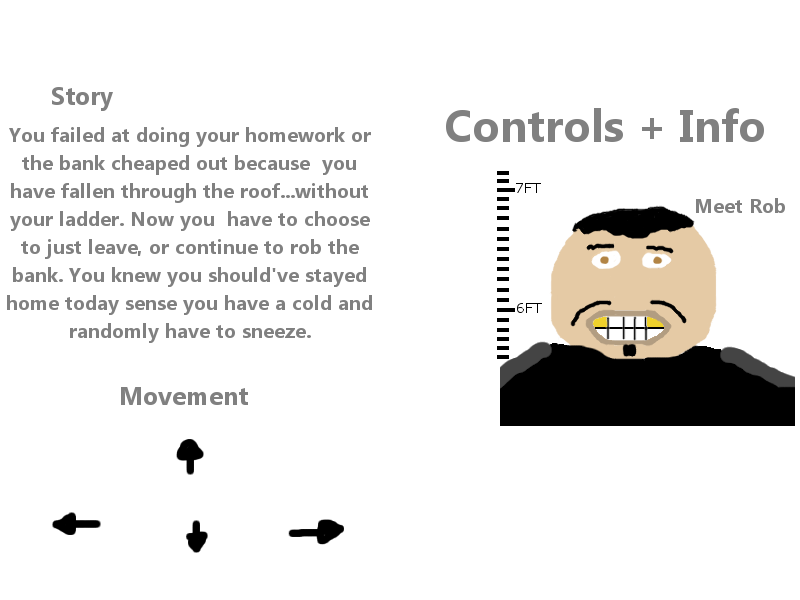 Story
You failed at doing your homework or
the bank cheaped out because  you
have fallen through the roof...without
your ladder. Now you  have to choose
to just leave, or continue to rob the
bank. You knew you should've stayed
home today sense you have a cold and
randomly have to sneeze.
Movement
Controls + Info
7FT
Meet Rob
6FT